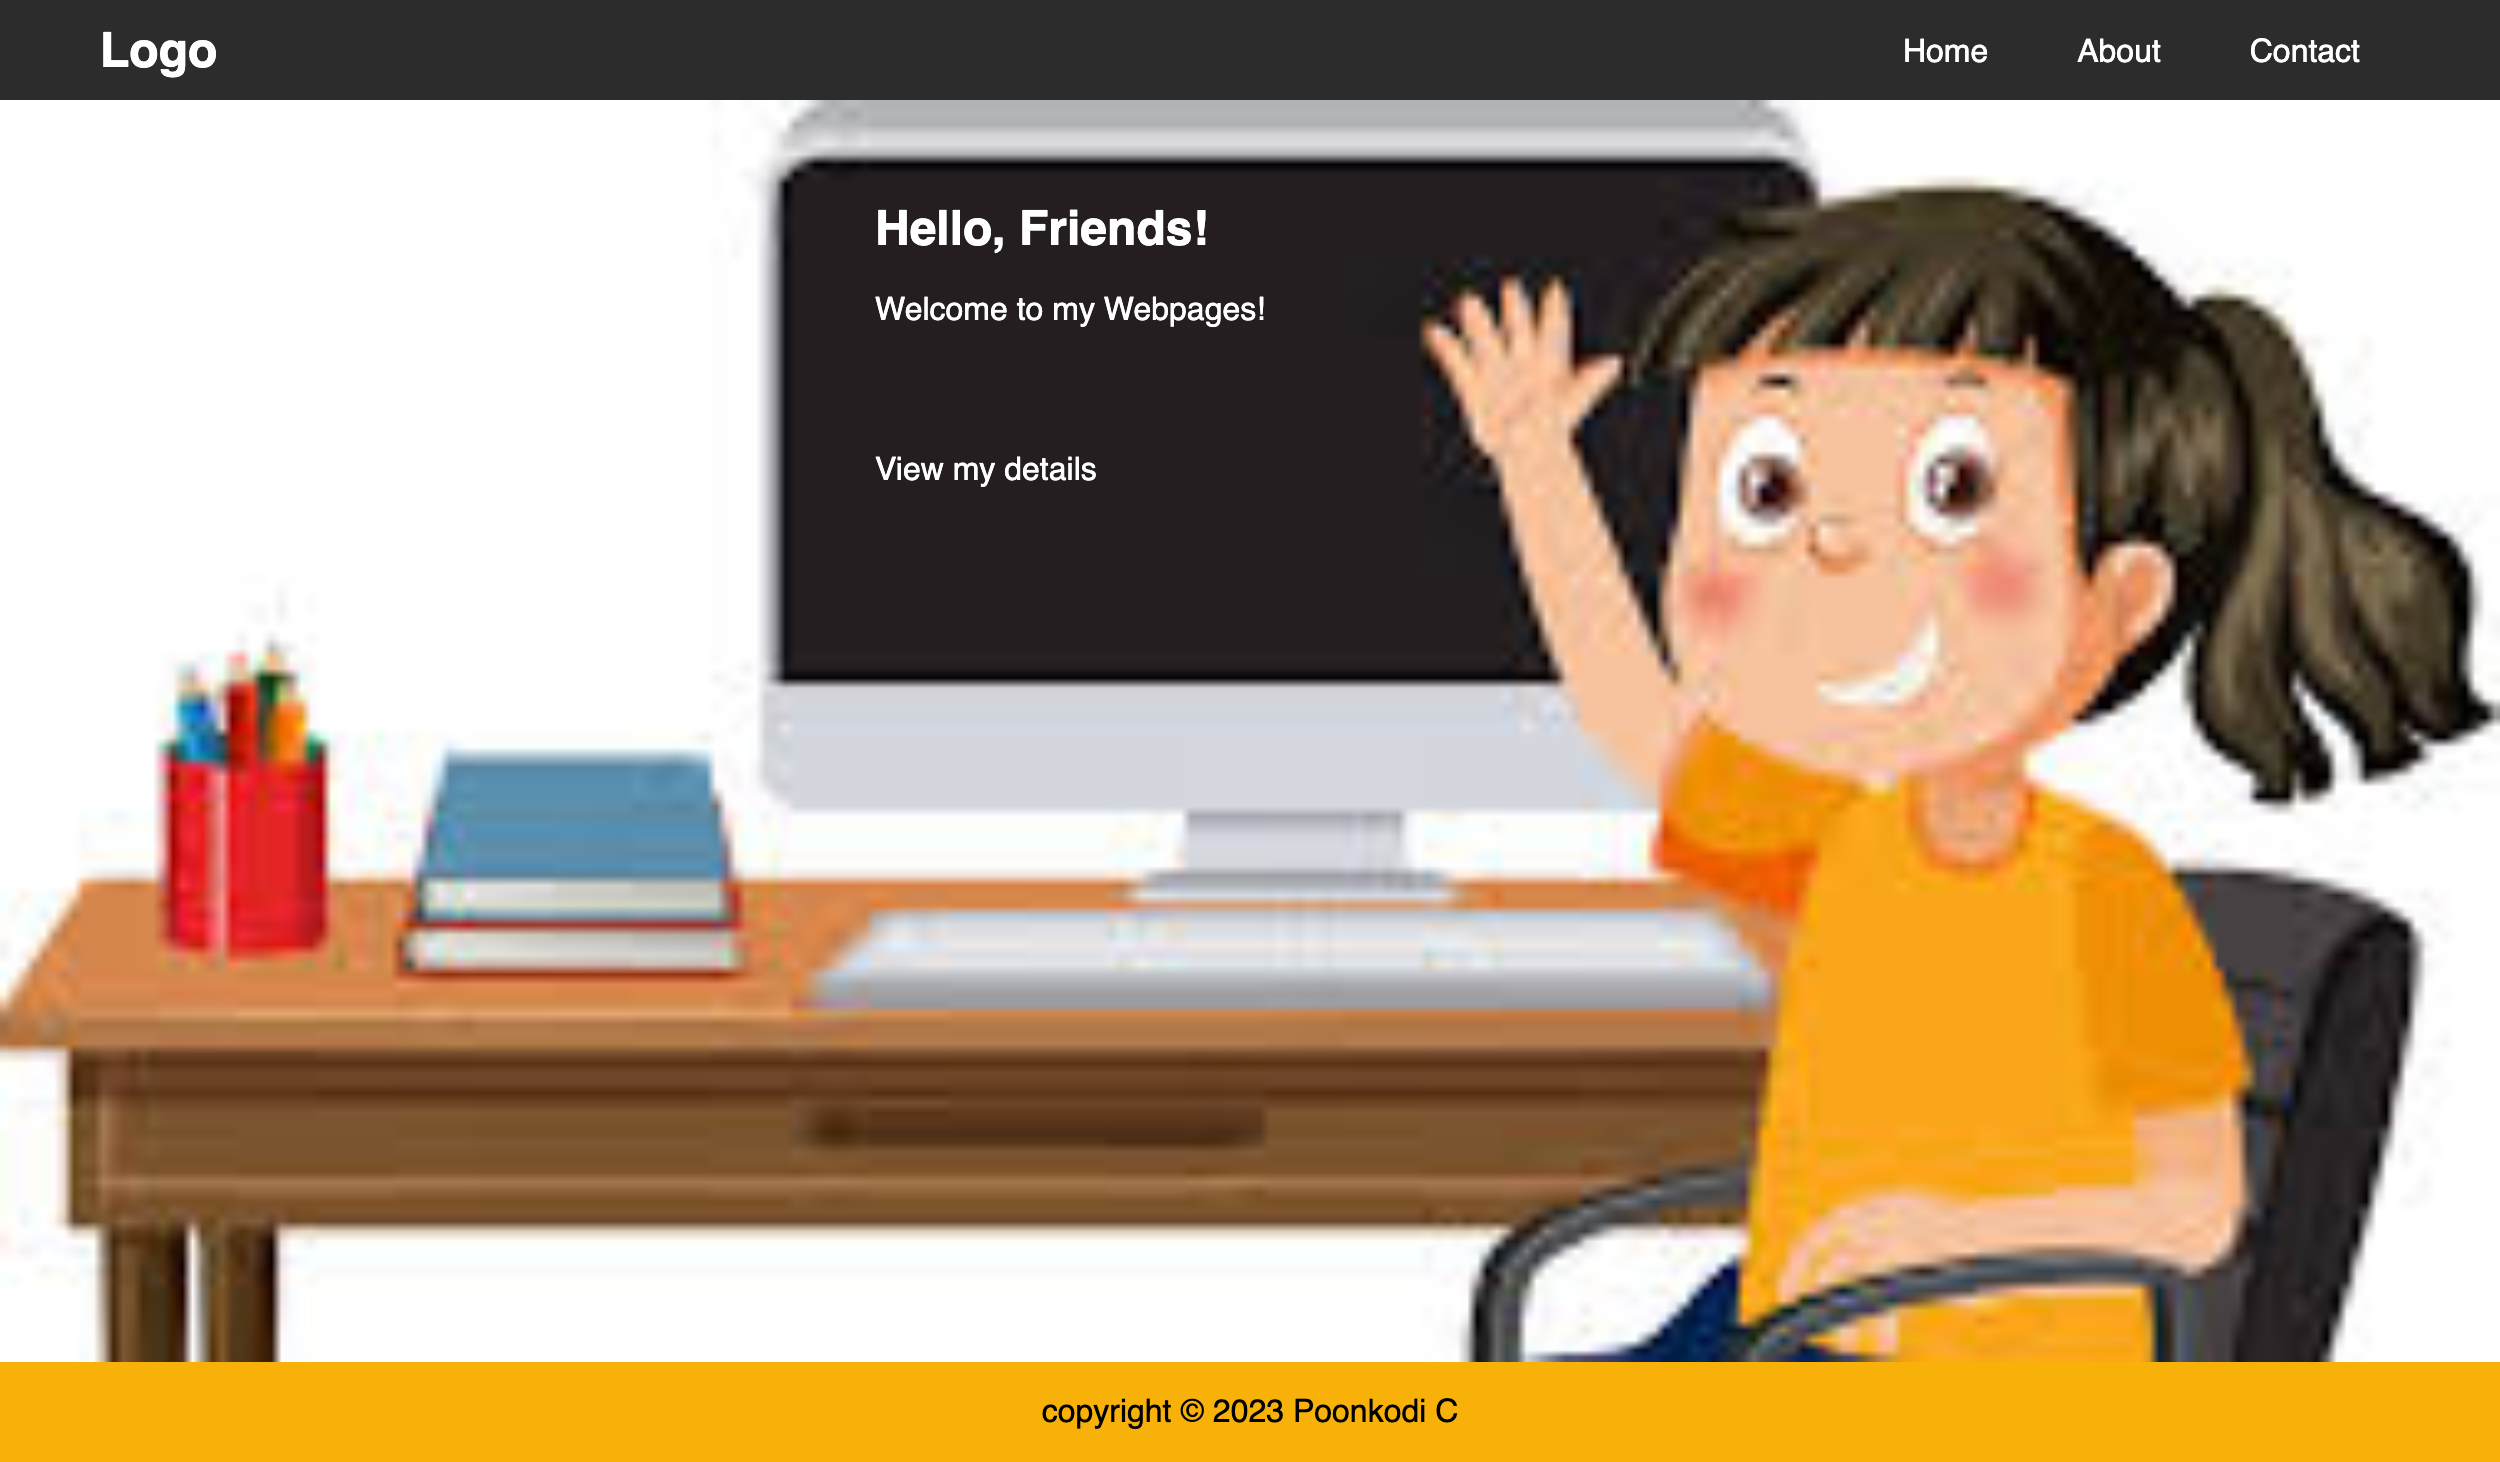 Logo
Home About Contact
Hello, Friends!
Welcome to my Webpages!
View my details
copyright © 2023 Poonkodi C